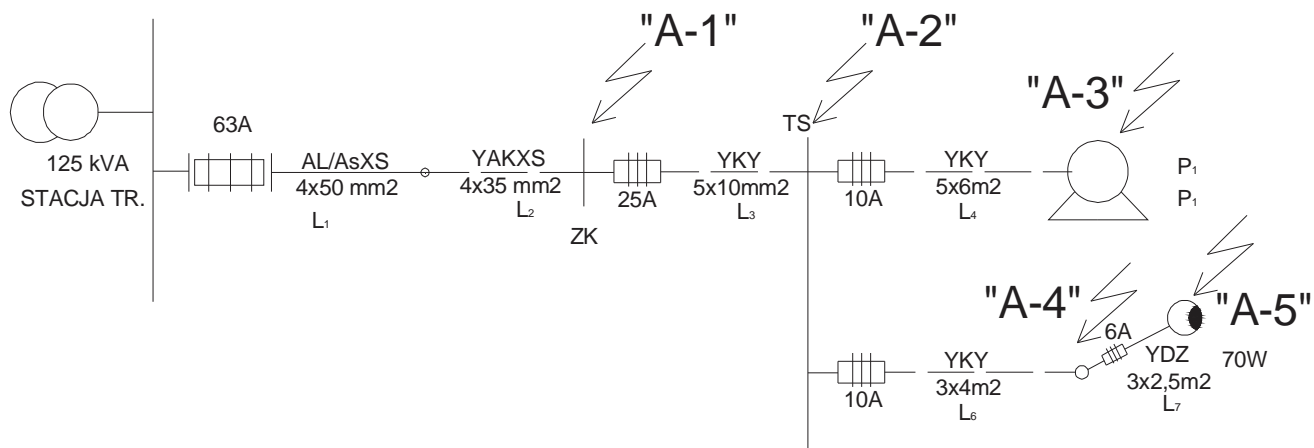 "A-1"
"A-2"
"A-3"
63A
TS
125 kVA
STACJA TR.
AL/AsXS
4x50 mm2
L₁
YAKXS
4x35 mm2
L₂
ZK
25A
YKY
5x10mm2
L₃
10A
YKY
5x6m2
L₄
P₁
P₁
"A-4"
"A-5"
6A
10A
YKY
3x4m2
L₆
YDZ
3x2,5m2
L₇
70W